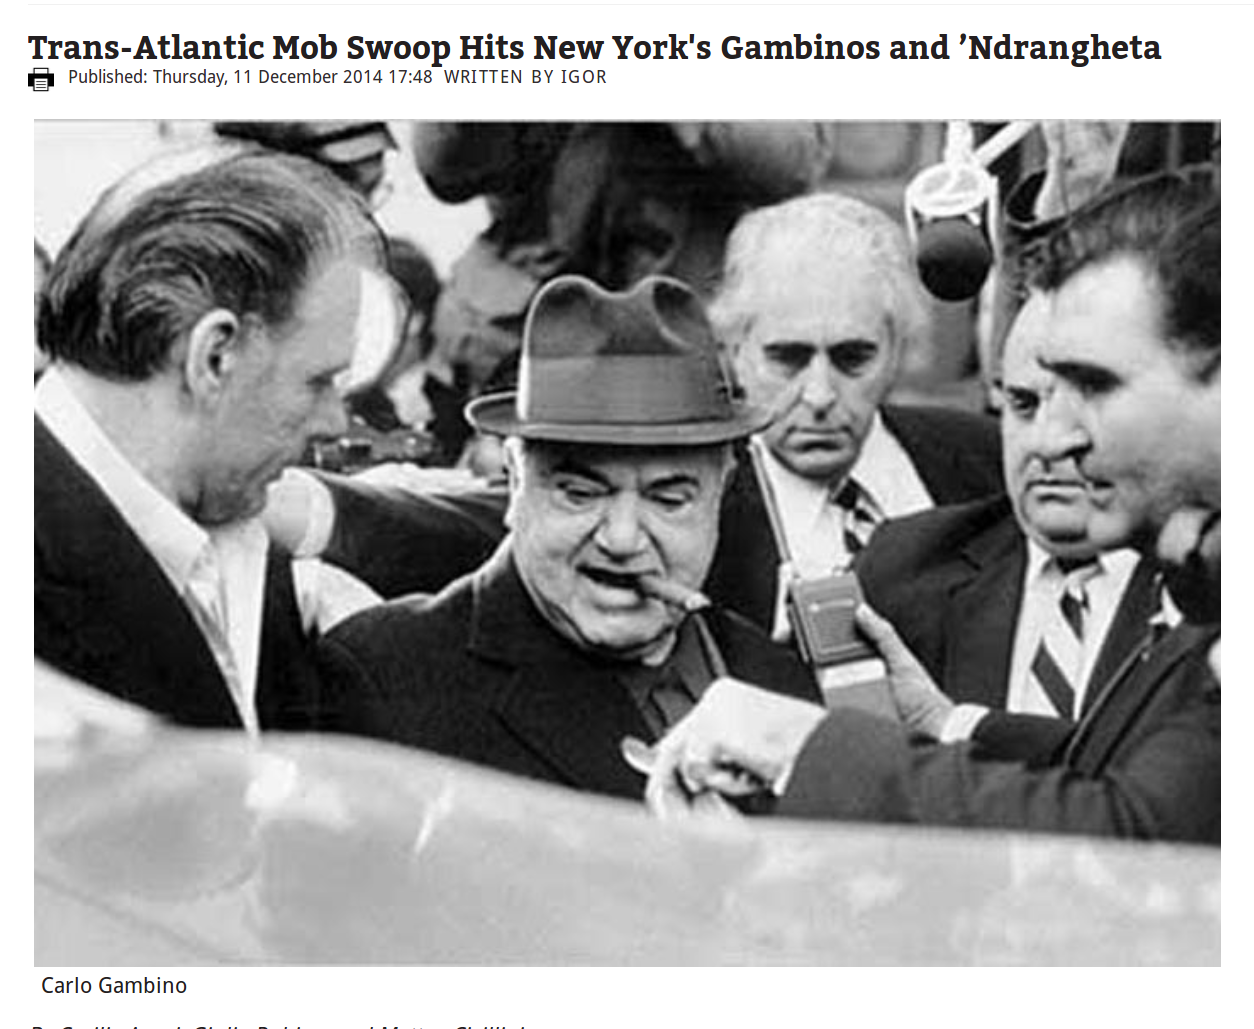 Trans-Atlantic Mob Swoop Hits New York's Gambinos and ’Ndrangheta
Published: Thursday, 11 December 2014 17:48 WRITTEN BY IGOR
Carlo Gambino